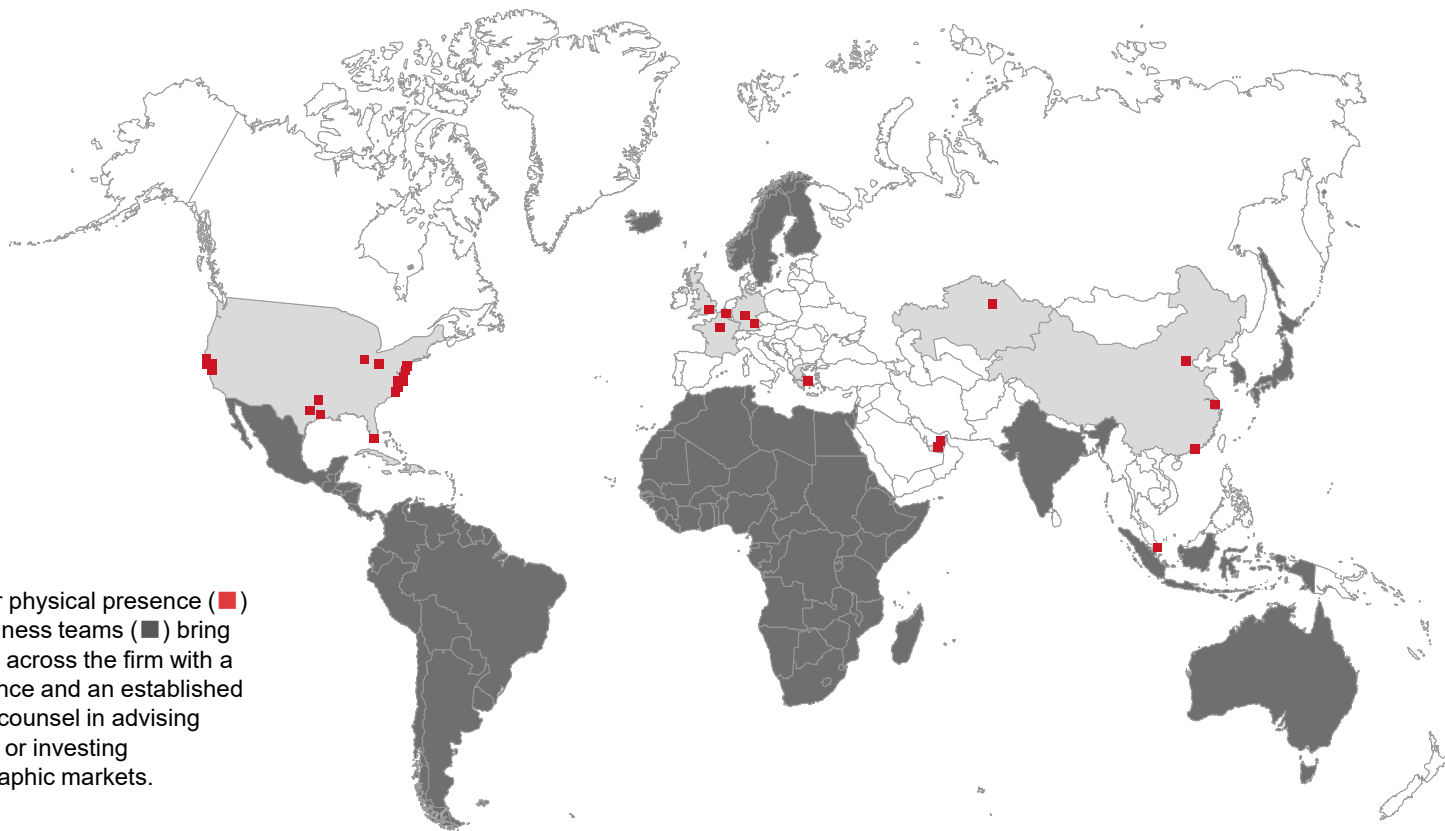 r physical presence (■)
ness teams (■) bring
across the firm with a
nce and an established
counsel in advising
or investing
aphic markets.